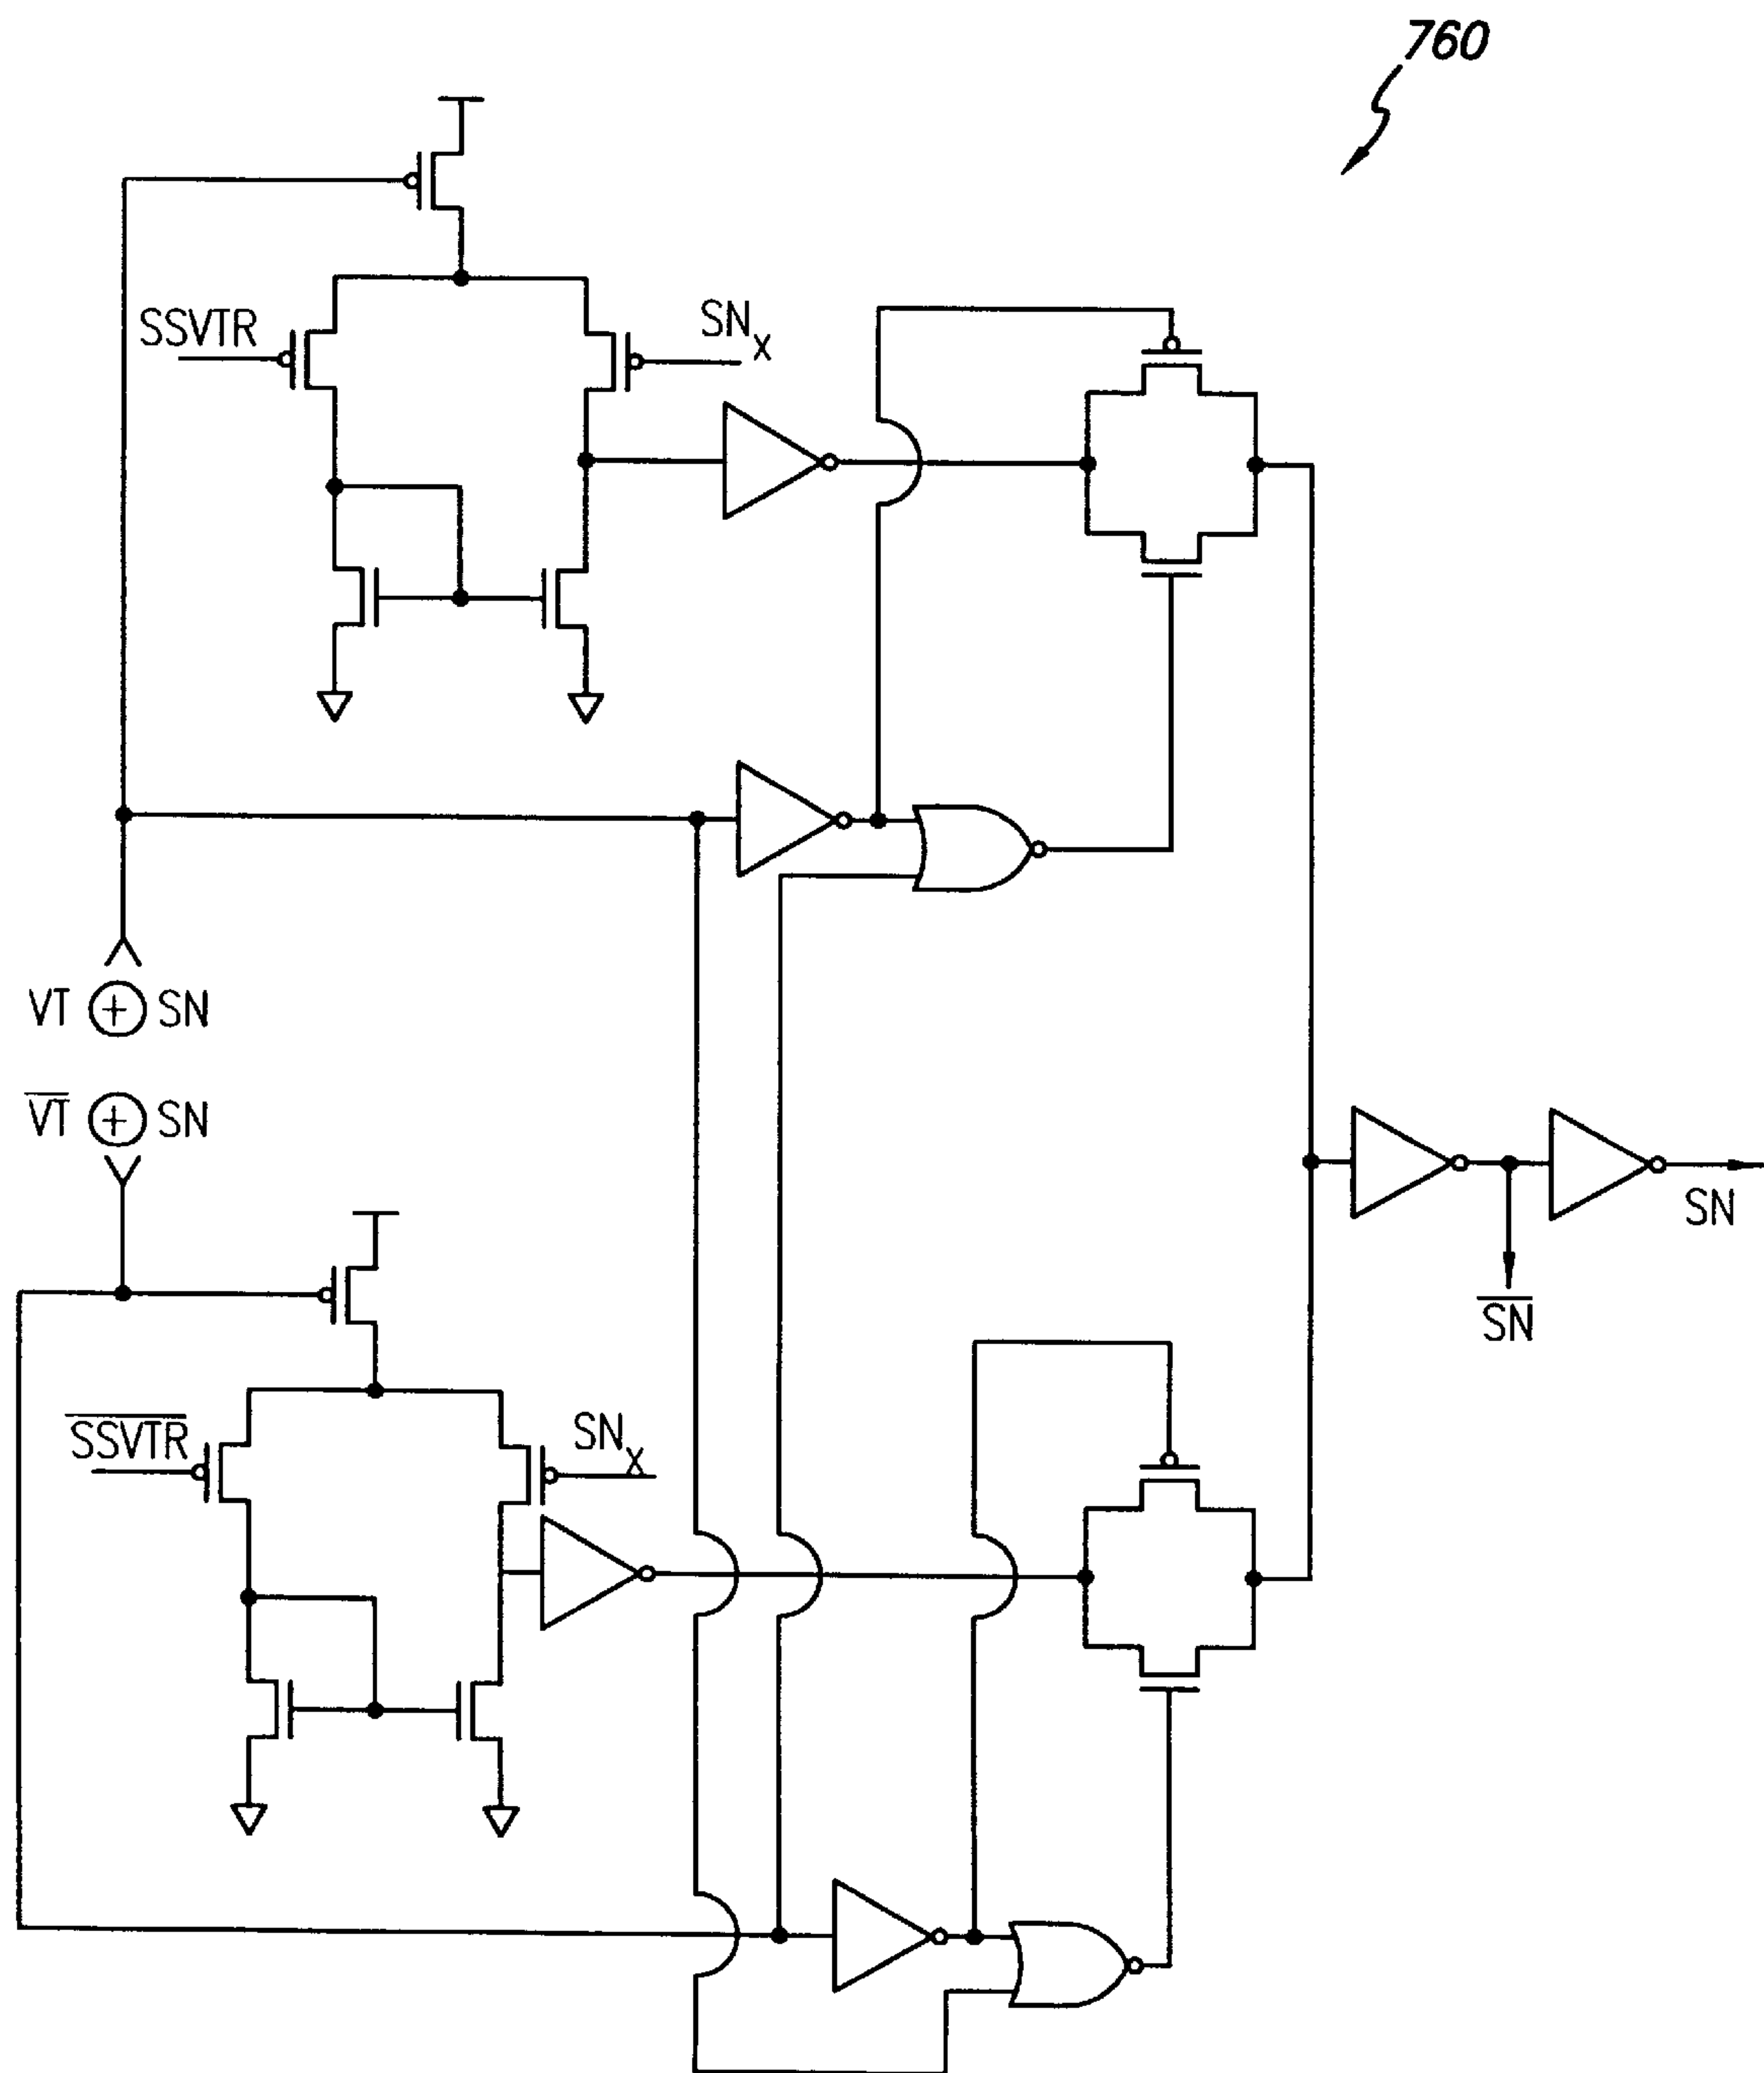 760
SSVTR
SNₓ
VT ⊕ SN
V̅T̅ ⊕ SN
SN
S̅N̅
S̅S̅V̅T̅R̅
SNₓ